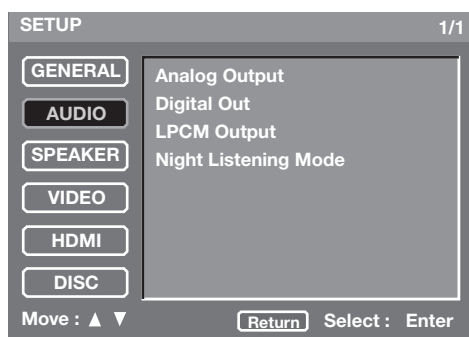 SETUP 1/1
GENERAL
AUDIO
SPEAKER
VIDEO
HDMI
DISC
Analog Output
Digital Out
LPCM Output
Night Listening Mode
Move : ▲ ▼ Return Select : Enter